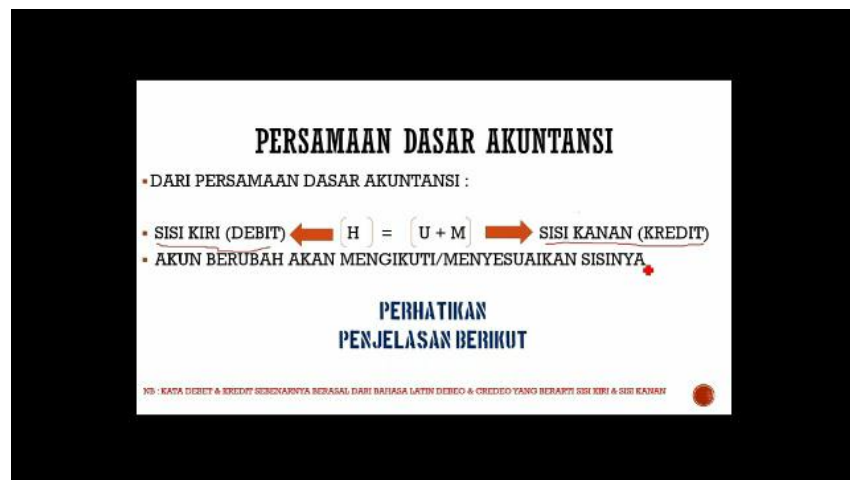 PERSAMAAN DASAR AKUNTANSI
▪ DARI PERSAMAAN DASAR AKUNTANSI :
▪ SISI KIRI (DEBIT) H = U + M SISI KANAN (KREDIT)
▪ AKUN BERUBAH AKAN MENGIKUTI/MENYESUAIKAN SISINYA
PERHATIKAN
PENJELASAN BERIKUT
NB : KATA DEBET & KREDIT SEBENARNYA BERASAL DARI BAHASA LATIN DEBEO & CREDEO YANG BERARTI SISI KIRI & SISI KANAN